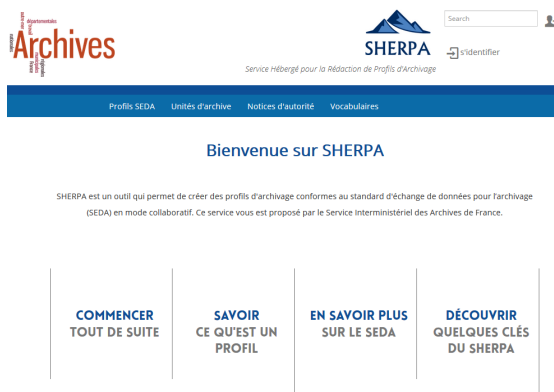 départementales
Archives
SHERPA
Service Hébergé pour la Rédaction de Profils d'Archivage
Search
s'identifier
Profils SEDA Unités d'archive Notices d'autorité Vocabulaires
Bienvenue sur SHERPA
SHERPA est un outil qui permet de créer des profils d'archivage conformes au standard d'échange de données pour l'archivage
(SEDA) en mode collaboratif. Ce service vous est proposé par le Service Interministériel des Archives de France.
COMMENCER
TOUT DE SUITE
SAVOIR
CE QU'EST UN
PROFIL
EN SAVOIR PLUS
SUR LE SEDA
DÉCOUVRIR
QUELQUES CLÉS
DU SHERPA